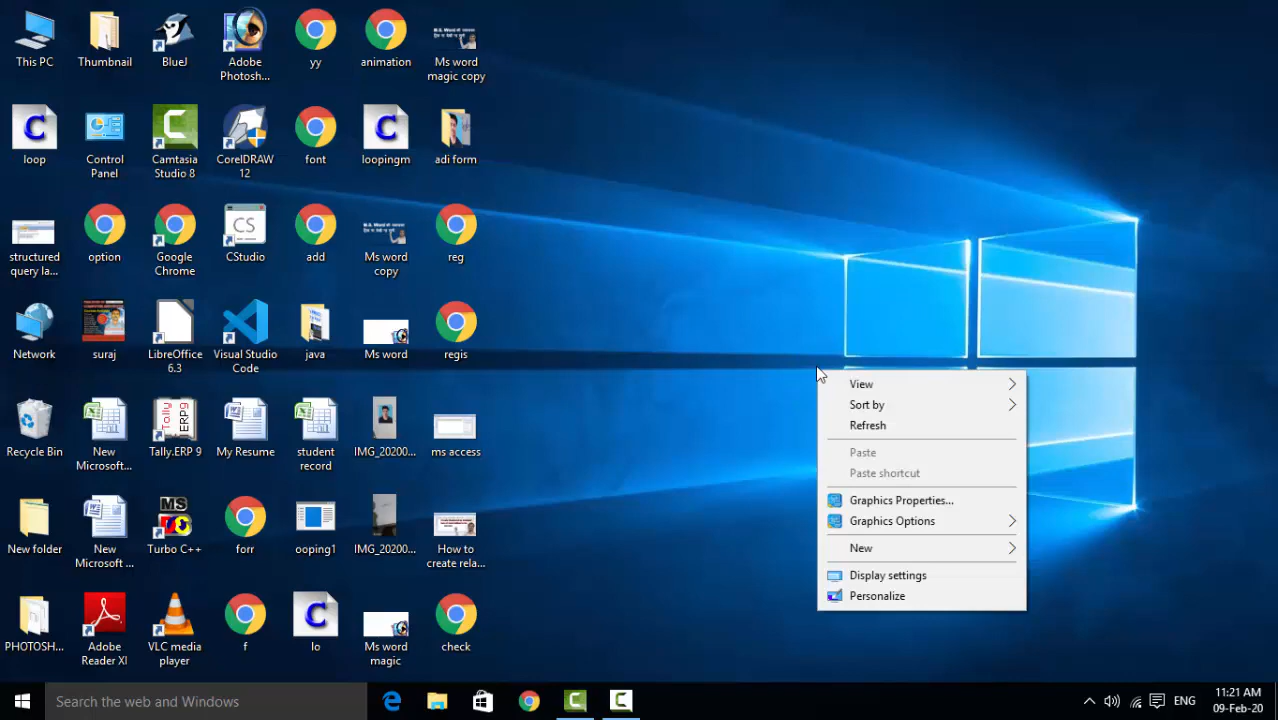 This PC
Thumbnail
BlueJ
Adobe
Photosh...
yy
animation
Ms word
magic copy
loop
Control
Panel
Camtasia
Studio 8
CorelDRAW
12
font
loopingm
adi form
structured
query la...
option
Google
Chrome
CS
CStudio
add
Ms word
copy
reg
Network
suraj
LibreOffice
6.3
Visual Studio
Code
java
Ms word
regis
Recycle Bin
New
Microsoft...
Tally
ERP9
Tally.ERP 9
My Resume
student
record
IMG_20200...
ms access
New folder
New
Microsoft ...
MS
Turbo C++
forr
ooping1
IMG_20200...
How to
create rela...
PHOTOSH...
Adobe
Reader XI
VLC media
player
f
lo
Ms word
magic
check
View
Sort by
Refresh
Paste
Paste shortcut
Graphics Properties...
Graphics Options
New
Display settings
Personalize
Search the web and Windows
ENG
11:21 AM
09-Feb-20